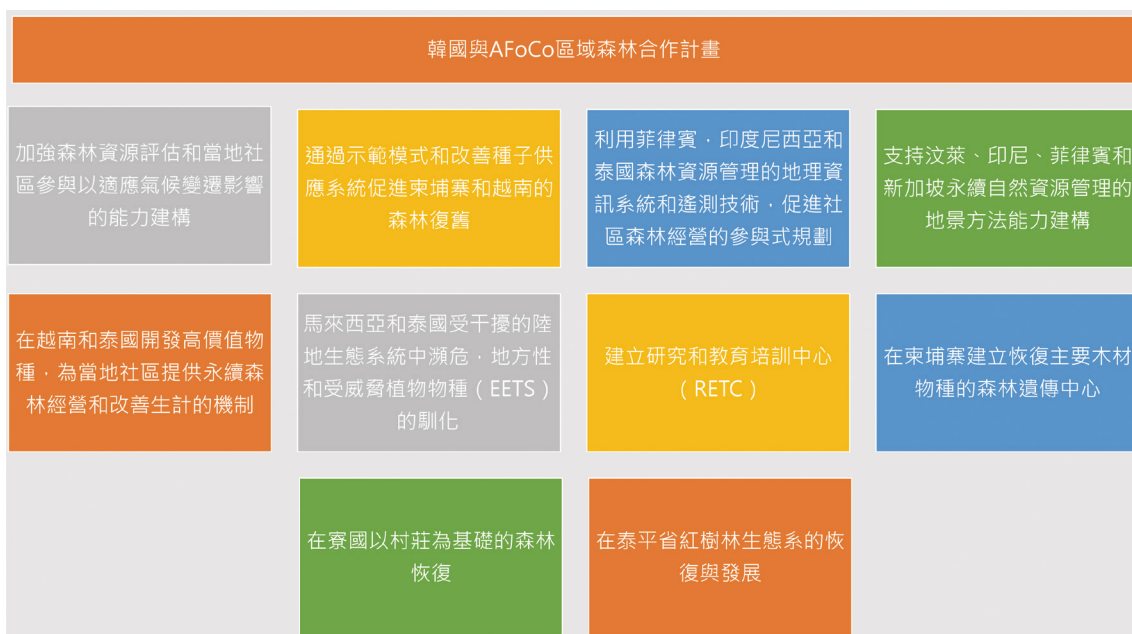 韓國與AFoCo區域森林合作計畫
加強森林資源評估和當地社
區參與以適應氣候變遷影響
的能力建構
通過示範模式和改善種子供
應系統促進柬埔寨和越南的
森林復舊
利用菲律賓，印度尼西亞和
泰國森林資源管理的地理資
訊系統和遙測技術，促進社
區森林經營的參與式規劃
支持汶萊、印尼、菲律賓和
新加坡永續自然資源管理的
地景方法能力建構
在越南和泰國開發高價值物
種，為當地社區提供永續森
林經營和改善生計的機制
馬來西亞和泰國受干擾的陸
地生態系統中瀕危，地方性
和受威脅植物物種（EETS）
的馴化
建立研究和教育培訓中心
（RETC）
在柬埔寨建立恢復主要木材
物種的森林遺傳中心
在寮國以村莊為基礎的森林
恢復
在泰平省紅樹林生態系的恢
復與發展